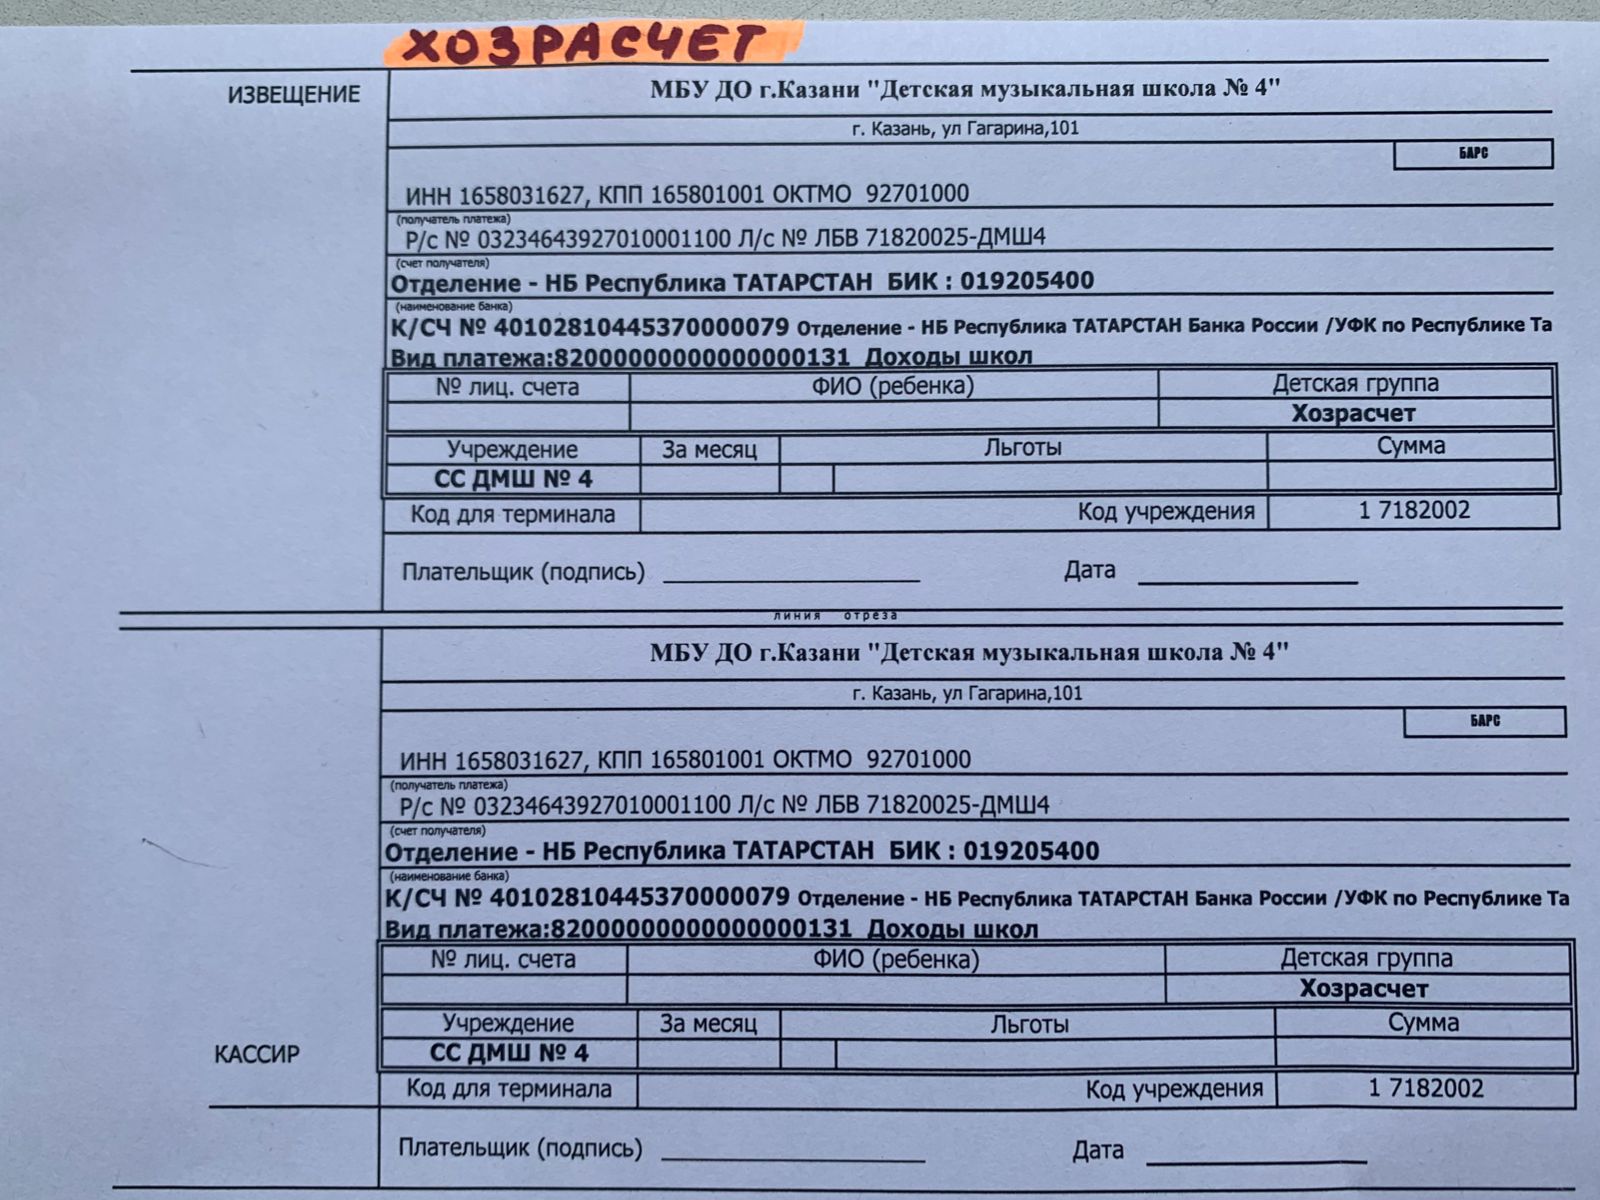 ХОЗРАСЧЕТ
ИЗВЕЩЕНИЕ
МБУ ДО г.Казани "Детская музыкальная школа № 4"
г. Казань, ул Гагарина,101
БАРС
ИНН 1658031627, КПП 165801001 ОКТМО 92701000
(получатель платежа)
Р/с № 03234643927010001100 Л/с № ЛБВ 71820025-ДМШ4
(счет получателя)
Отделение - НБ Республика ТАТАРСТАН БИК : 019205400
(наименование банка)
К/СЧ № 40102810445370000079 Отделение - НБ Республика ТАТАРСТАН Банка России /УФК по Республике Та
Вид платежа:82000000000000000131 Доходы школ
№ лиц. счета ФИО (ребенка) Детская группа
Хозрасчет
Учреждение За месяц Льготы Сумма
СС ДМШ № 4
Код для терминала Код учреждения 1 7182002
Плательщик (подпись) Дата
линия отреза
МБУ ДО г.Казани "Детская музыкальная школа № 4"
г. Казань, ул Гагарина,101
БАРС
ИНН 1658031627, КПП 165801001 ОКТМО 92701000
(получатель платежа)
Р/с № 03234643927010001100 Л/с № ЛБВ 71820025-ДМШ4
(счет получателя)
Отделение - НБ Республика ТАТАРСТАН БИК : 019205400
(наименование банка)
К/СЧ № 40102810445370000079 Отделение - НБ Республика ТАТАРСТАН Банка России /УФК по Республике Та
Вид платежа:82000000000000000131 Доходы школ
№ лиц. счета ФИО (ребенка) Детская группа
Хозрасчет
Учреждение За месяц Льготы Сумма
КАССИР СС ДМШ № 4
Код для терминала Код учреждения 1 7182002
Плательщик (подпись) Дата